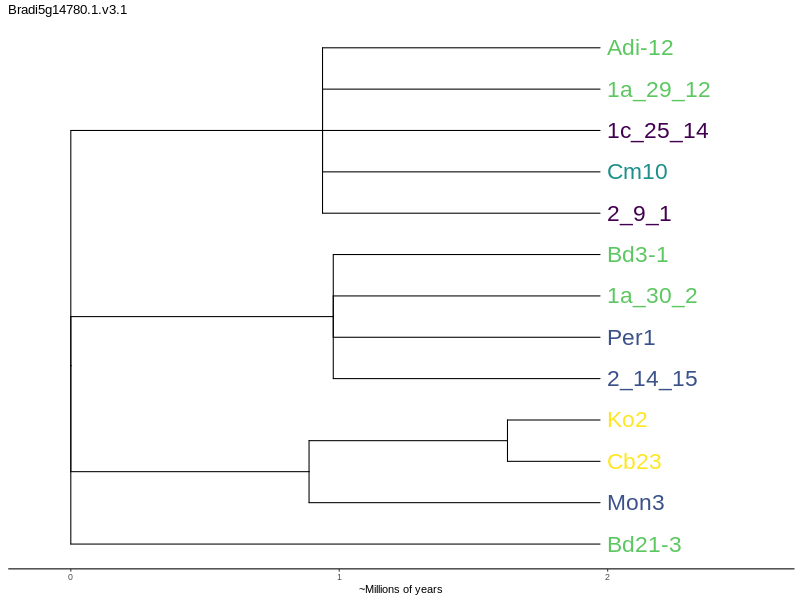 Bradi5g14780.1.v3.1
Adi-12
1a_29_12
1c_25_14
Cm10
2_9_1
Bd3-1
1a_30_2
Per1
2_14_15
Ko2
Cb23
Mon3
Bd21-3
0 1 2
~Millions of years